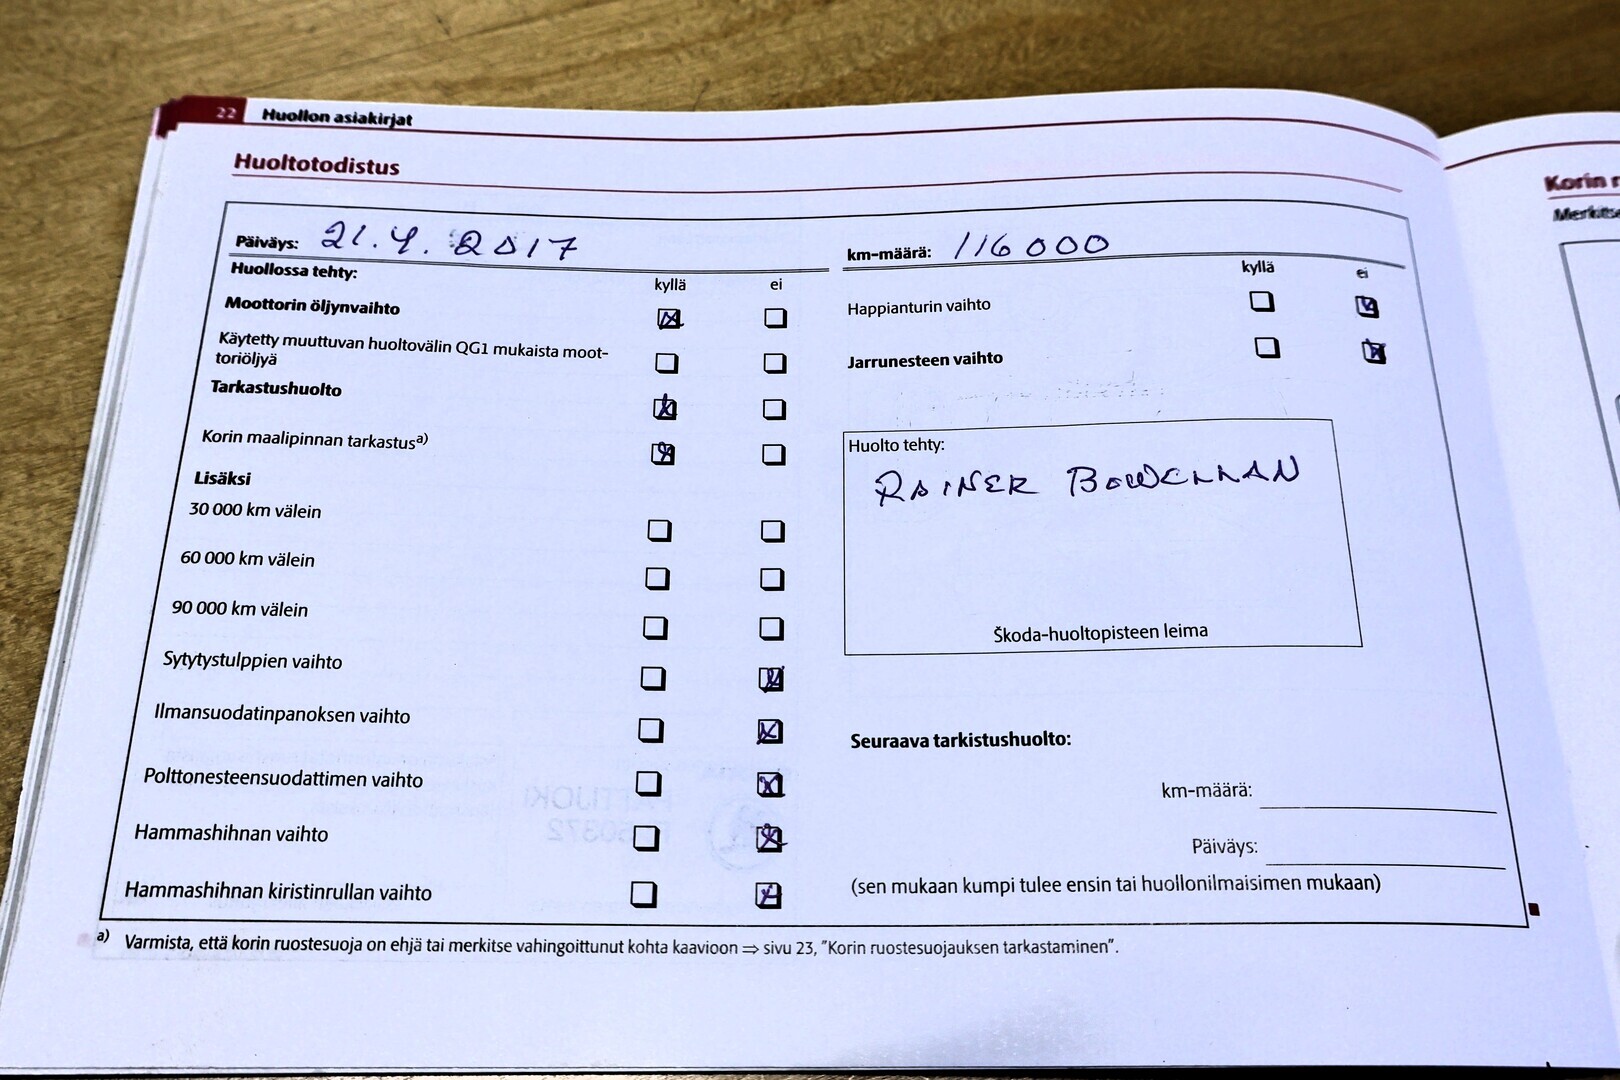 22 Huollon asiakirjat
Huoltotodistus
Päiväys: 21.4.2017
Huollossa tehty:
kyllä ei
Moottorin öljynvaihto
Käytetty muuttuvan huoltovälin QG1 mukaista moot-
toriöljyä
Tarkastushuolto
Korin maalipinnan tarkastus a)
Lisäksi
30 000 km välein
60 000 km välein
90 000 km välein
Sytytystulppien vaihto
Ilmansuodatinpanoksen vaihto
Polttonesteensuodattimen vaihto
Hammashihnan vaihto
Hammashihnan kiristinrullan vaihto
km-määrä: 116000
kyllä ei
Happianturin vaihto
Jarrunesteen vaihto
Huolto tehty:
RAINER
Škoda-huoltopisteen leima
Seuraava tarkistushuolto:
km-määrä:
Päiväys:
(sen mukaan kumpi tulee ensin tai huollonilmaisimen mukaan)
a) Varmista, että korin ruostesuoja on ehjä tai merkitse vahingoittunut kohta kaavioon ⇒ sivu 23, "Korin ruostesuojauksen tarkastaminen".
Korin